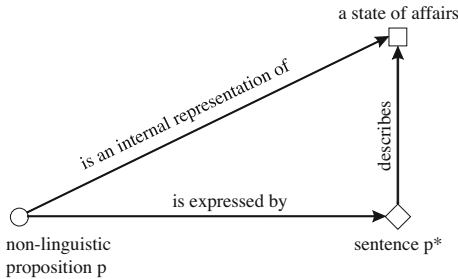 a state of affairs
is an internal representation of
describes
is expressed by
non-linguistic
proposition p
sentence p*